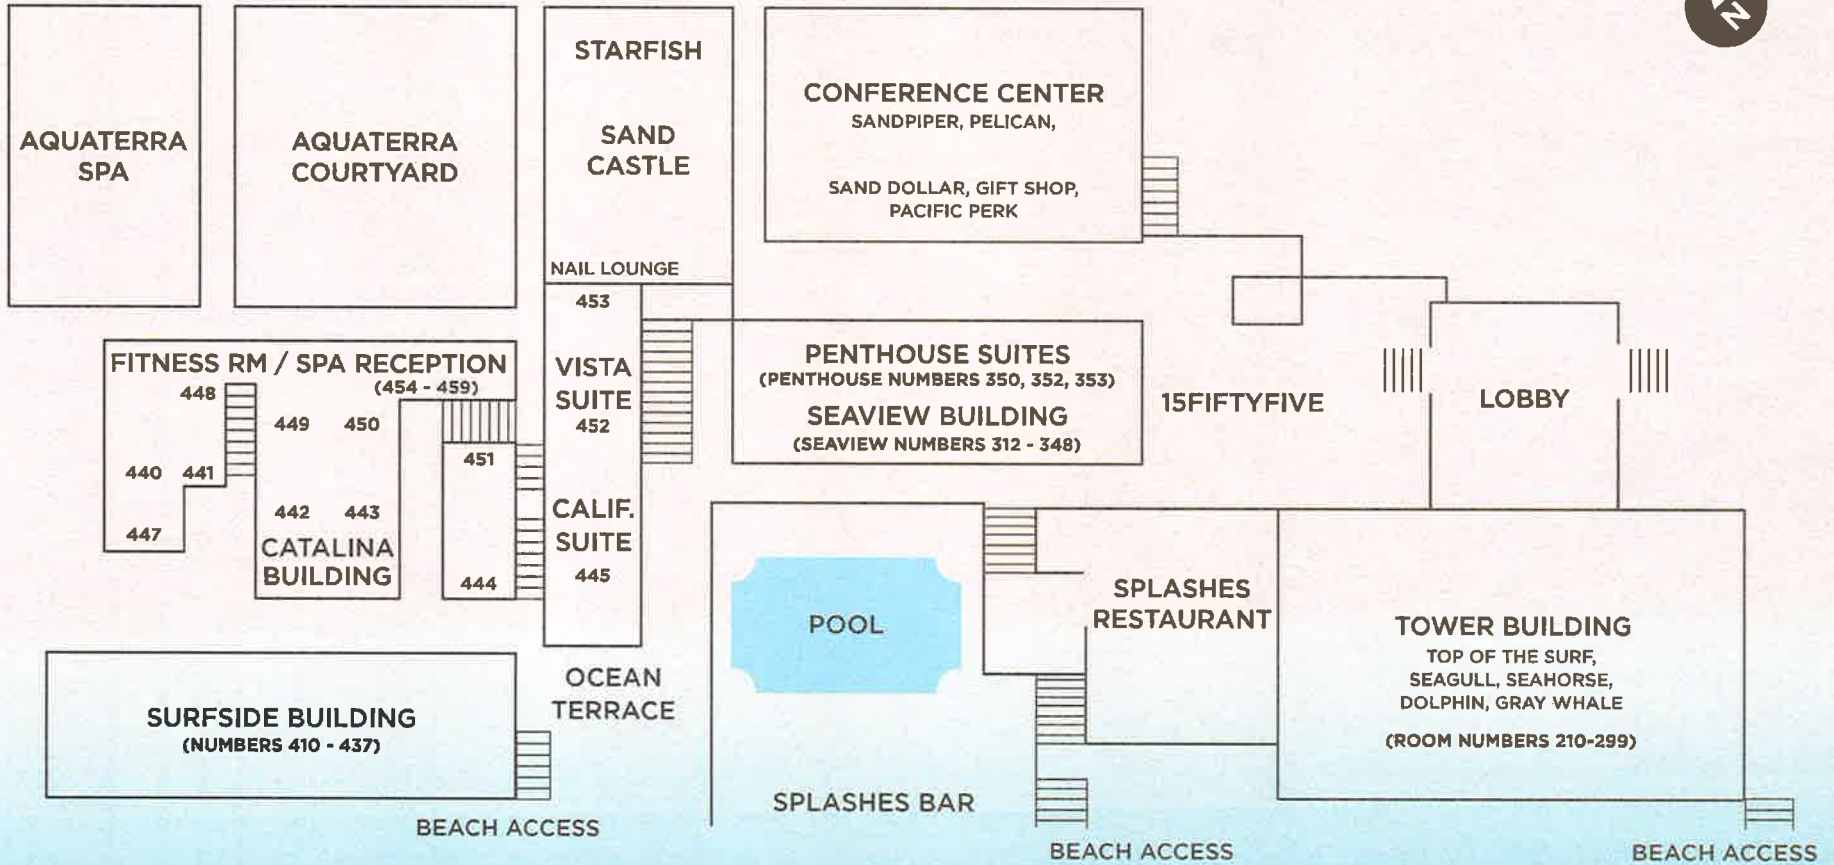 N
STARFISH
SAND
CASTLE
NAIL LOUNGE
CONFERENCE CENTER
SANDPIPER, PELICAN,
SAND DOLLAR, GIFT SHOP,
PACIFIC PERK
AQUATERRA
SPA
AQUATERRA
COURTYARD
453
VISTA
SUITE
452
CALIF.
SUITE
445
FITNESS RM / SPA RECEPTION
(454 - 459)
448
449 450
451
440 441
442 443
447
CATALINA
BUILDING
444
PENTHOUSE SUITES
(PENTHOUSE NUMBERS 350, 352, 353)
SEAVIEW BUILDING
(SEAVIEW NUMBERS 312 - 348)
15FIFTYFIVE
LOBBY
POOL
SPLASHES
RESTAURANT
TOWER BUILDING
TOP OF THE SURF,
SEAGULL, SEAHORSE,
DOLPHIN, GRAY WHALE
(ROOM NUMBERS 210-299)
OCEAN
TERRACE
SURFSIDE BUILDING
(NUMBERS 410 - 437)
SPLASHES BAR
BEACH ACCESS
BEACH ACCESS
BEACH ACCESS